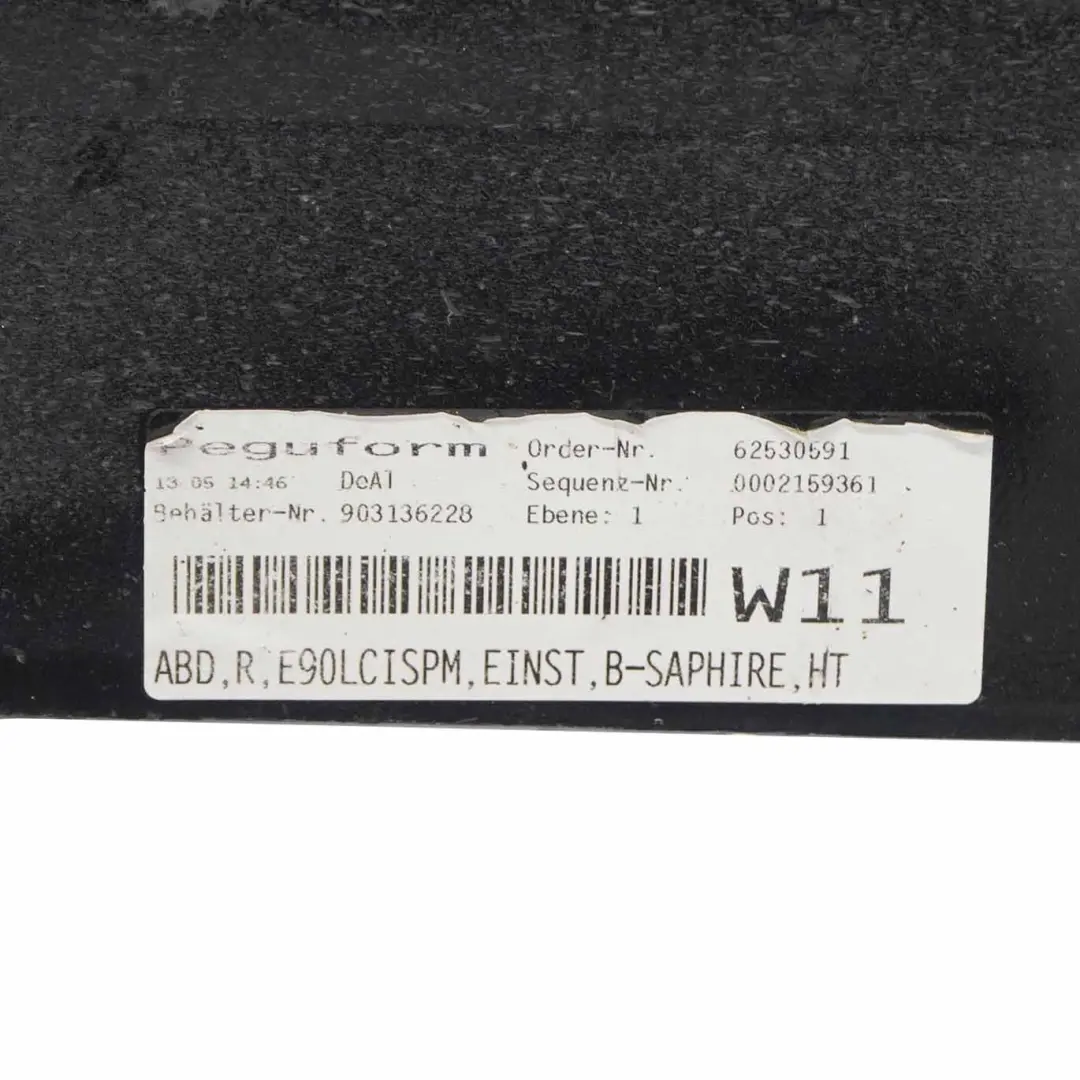 Peguform Order-Nr. 62530591
13 05 14:46 DeAl Sequenz-Nr. 0002159361
Behälter-Nr. 903136228 Ebene: 1 Pos: 1
W11
ABD,R,E90LCISPM,EINST,B-SAPHIRE,HT